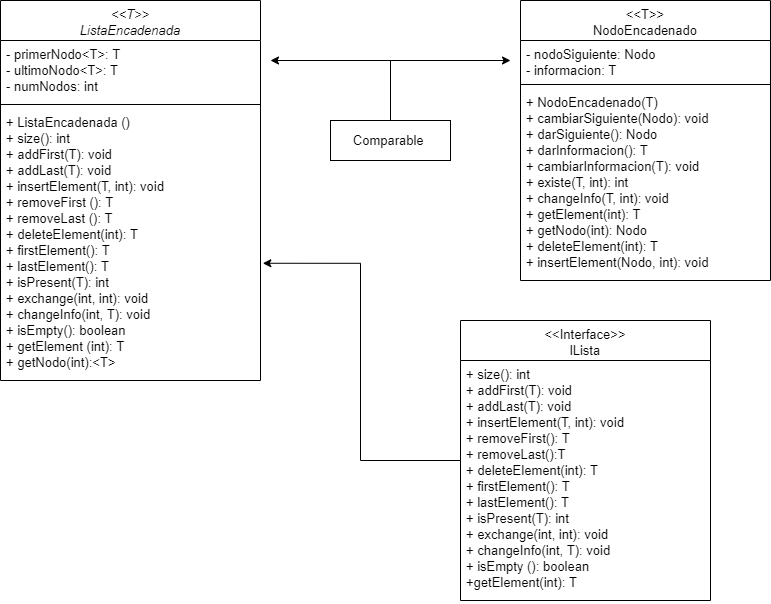 <<T>>
ListaEncadenada
- primerNodo<T>: T
- ultimoNodo<T>: T
- numNodos: int
+ ListaEncadenada ()
+ size(): int
+ addFirst(T): void
+ addLast(T): void
+ insertElement(T, int): void
+ removeFirst (): T
+ removeLast (): T
+ deleteElement(int): T
+ firstElement(): T
+ lastElement(): T
+ isPresent(T): int
+ exchange(int, int): void
+ changeInfo(int, T): void
+ isEmpty(): boolean
+ getElement (int): T
+ getNodo(int):<T>
Comparable
<<T>>
NodoEncadenado
- nodoSiguiente: Nodo
- informacion: T
+ NodoEncadenado(T)
+ cambiarSiguiente(Nodo): void
+ darSiguiente(): Nodo
+ darInformacion(): T
+ cambiarInformacion(T): void
+ existe(T, int): int
+ changeInfo(T, int): void
+ getElement(int): T
+ getNodo(int): Nodo
+ deleteElement(int): T
+ insertElement(Nodo, int): void
<<Interface>>
ILista
+ size(): int
+ addFirst(T): void
+ addLast(T): void
+ insertElement(T, int): void
+ removeFirst(): T
+ removeLast():T
+ deleteElement(int): T
+ firstElement(): T
+ lastElement(): T
+ isPresent(T): int
+ exchange(int, int): void
+ changeInfo(int, T): void
+ isEmpty (): boolean
+getElement(int): T